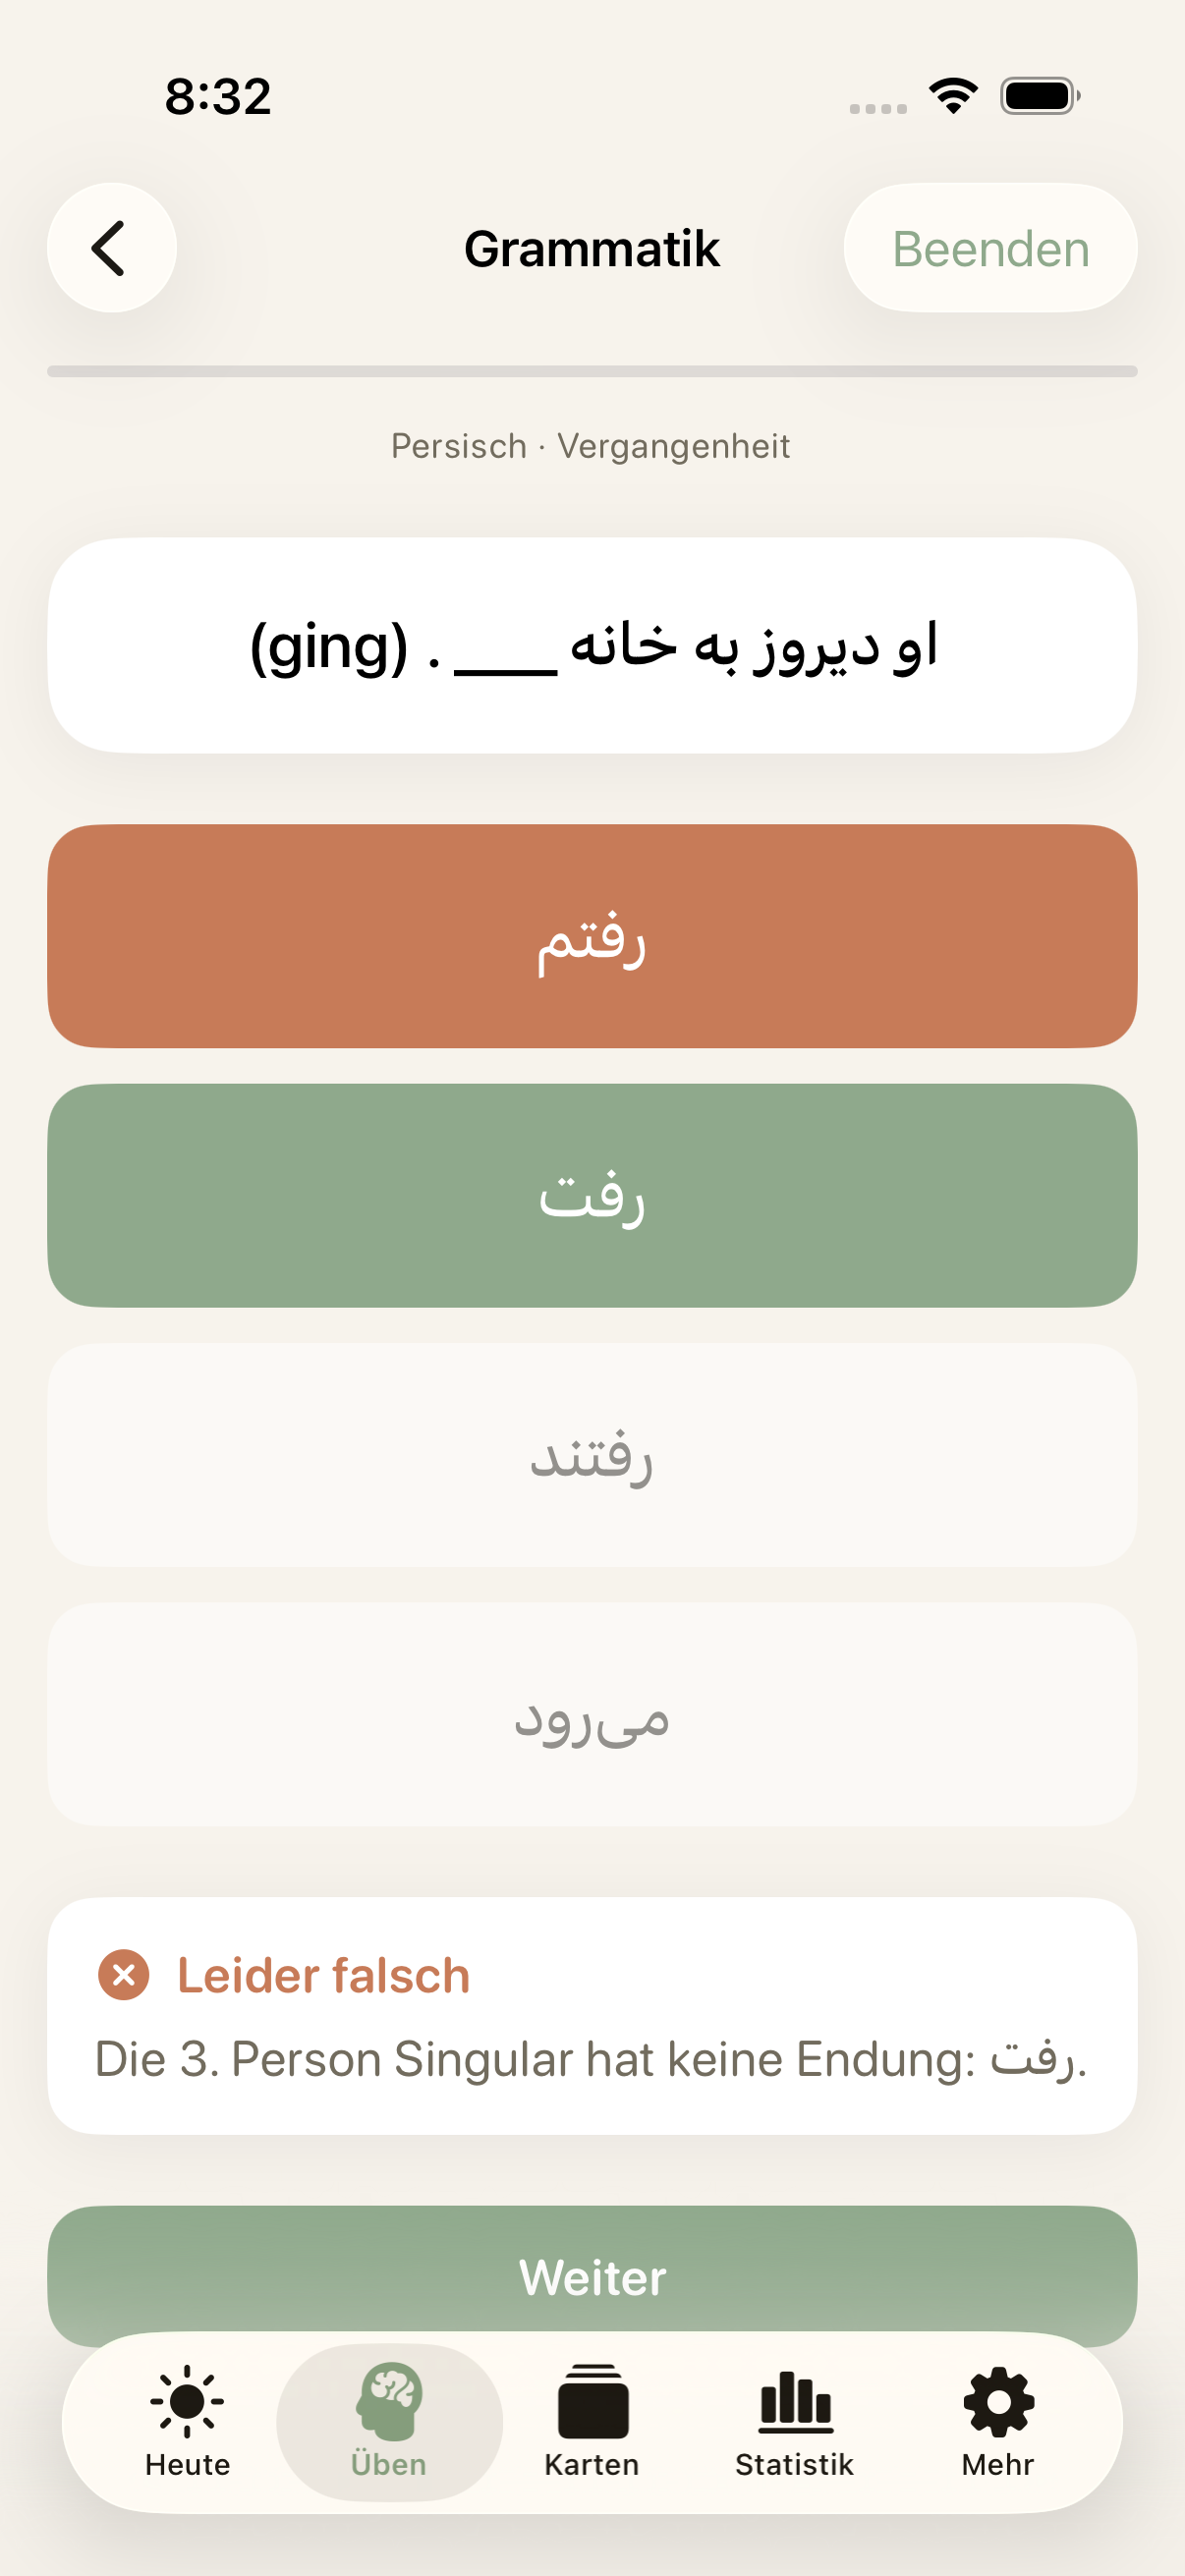 8:32
Grammatik
Beenden
Persisch · Vergangenheit
او دیروز به خانه ____ . (ging)
رفتم
رفت
رفتند
می‌رود
Leider falsch
Die 3. Person Singular hat keine Endung: رفت.
Weiter
Heute
Üben
Karten
Statistik
Mehr